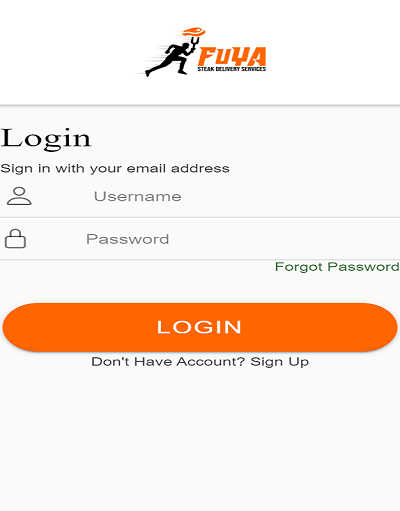 FuYA
STEAK DELIVERY SERVICES
Login
Sign in with your email address
Username
Password
Forgot Password
LOGIN
Don't Have Account? Sign Up